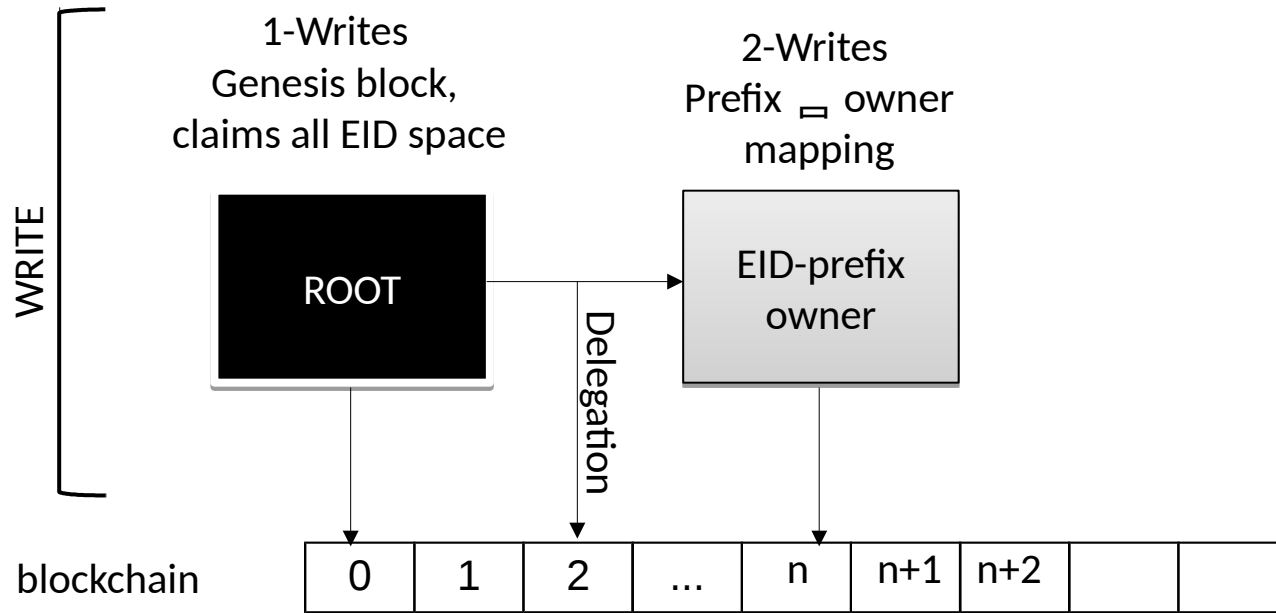 1-Writes
Genesis block,
claims all EID space
2-Writes
Prefix ▭ owner
mapping
WRITE
ROOT
EID-prefix
owner
Delegation
blockchain
0 1 2 ... n n+1 n+2